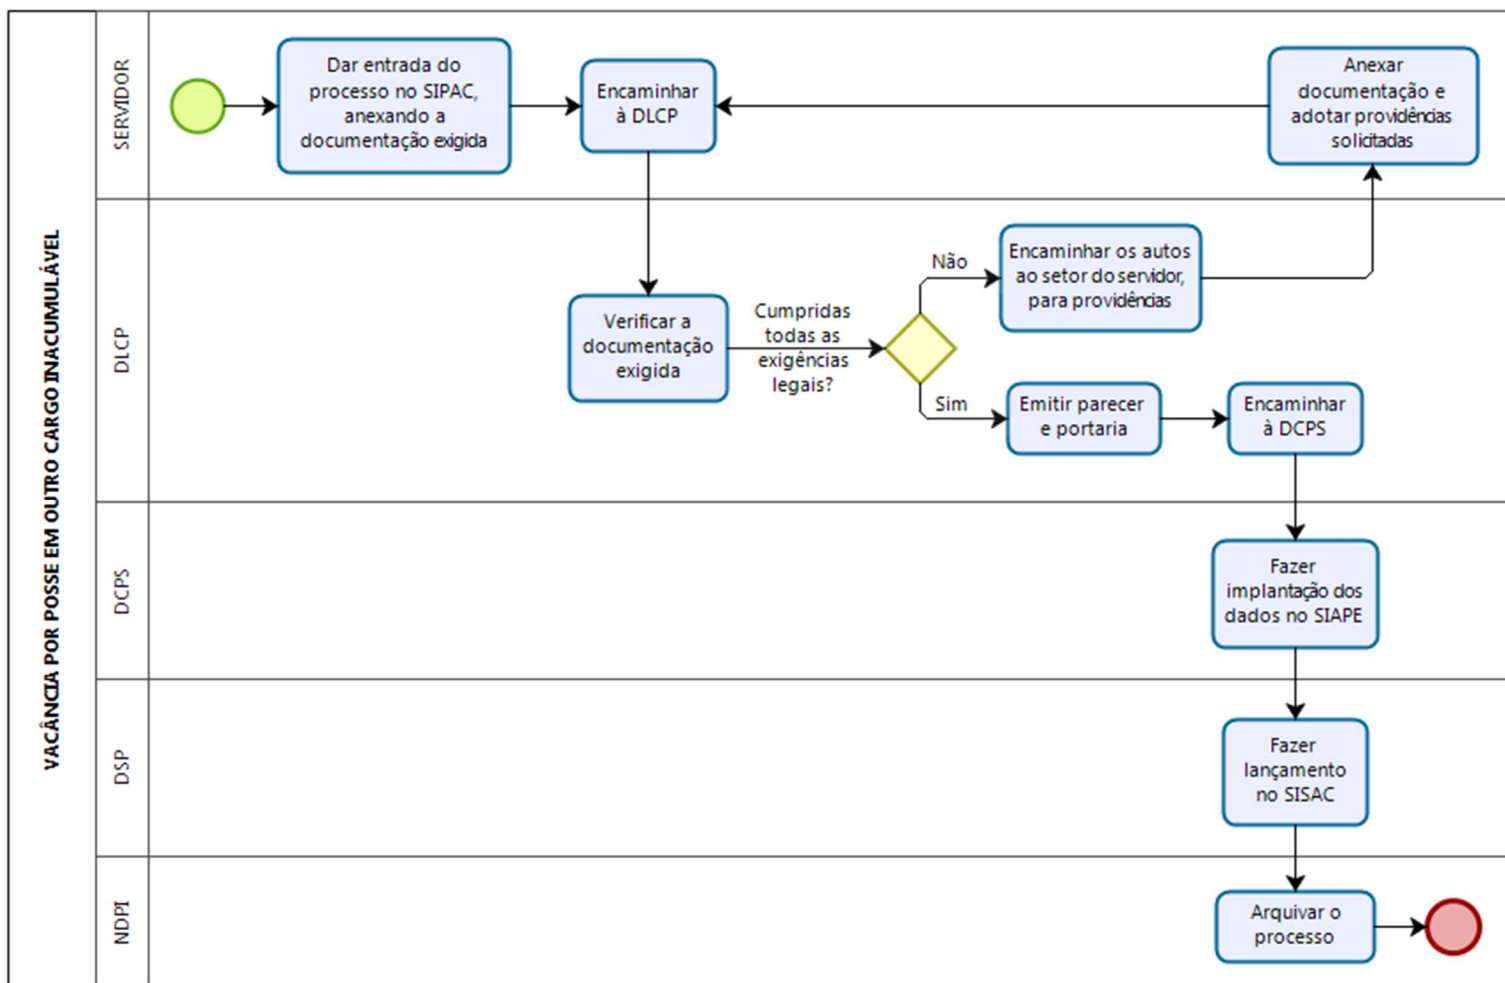 VACÂNCIA POR POSSE EM OUTRO CARGO INACUMULÁVEL
SERVIDOR
Dar entrada do
processo no SIPAC,
anexando a
documentação exigida
Encaminhar
à DLCP
Anexar
documentação e
adotar providências
solicitadas
DLCP
Verificar a
documentação
exigida
Cumpridas
todas as
exigências
legais?
Não
Encaminhar os autos
ao setor do servidor,
para providências
Sim
Emitir parecer
e portaria
Encaminhar
à DCPS
DCPS
Fazer
implantação dos
dados no SIAPE
DSP
Fazer
lançamento
no SISAC
NDPI
Arquivar o
processo